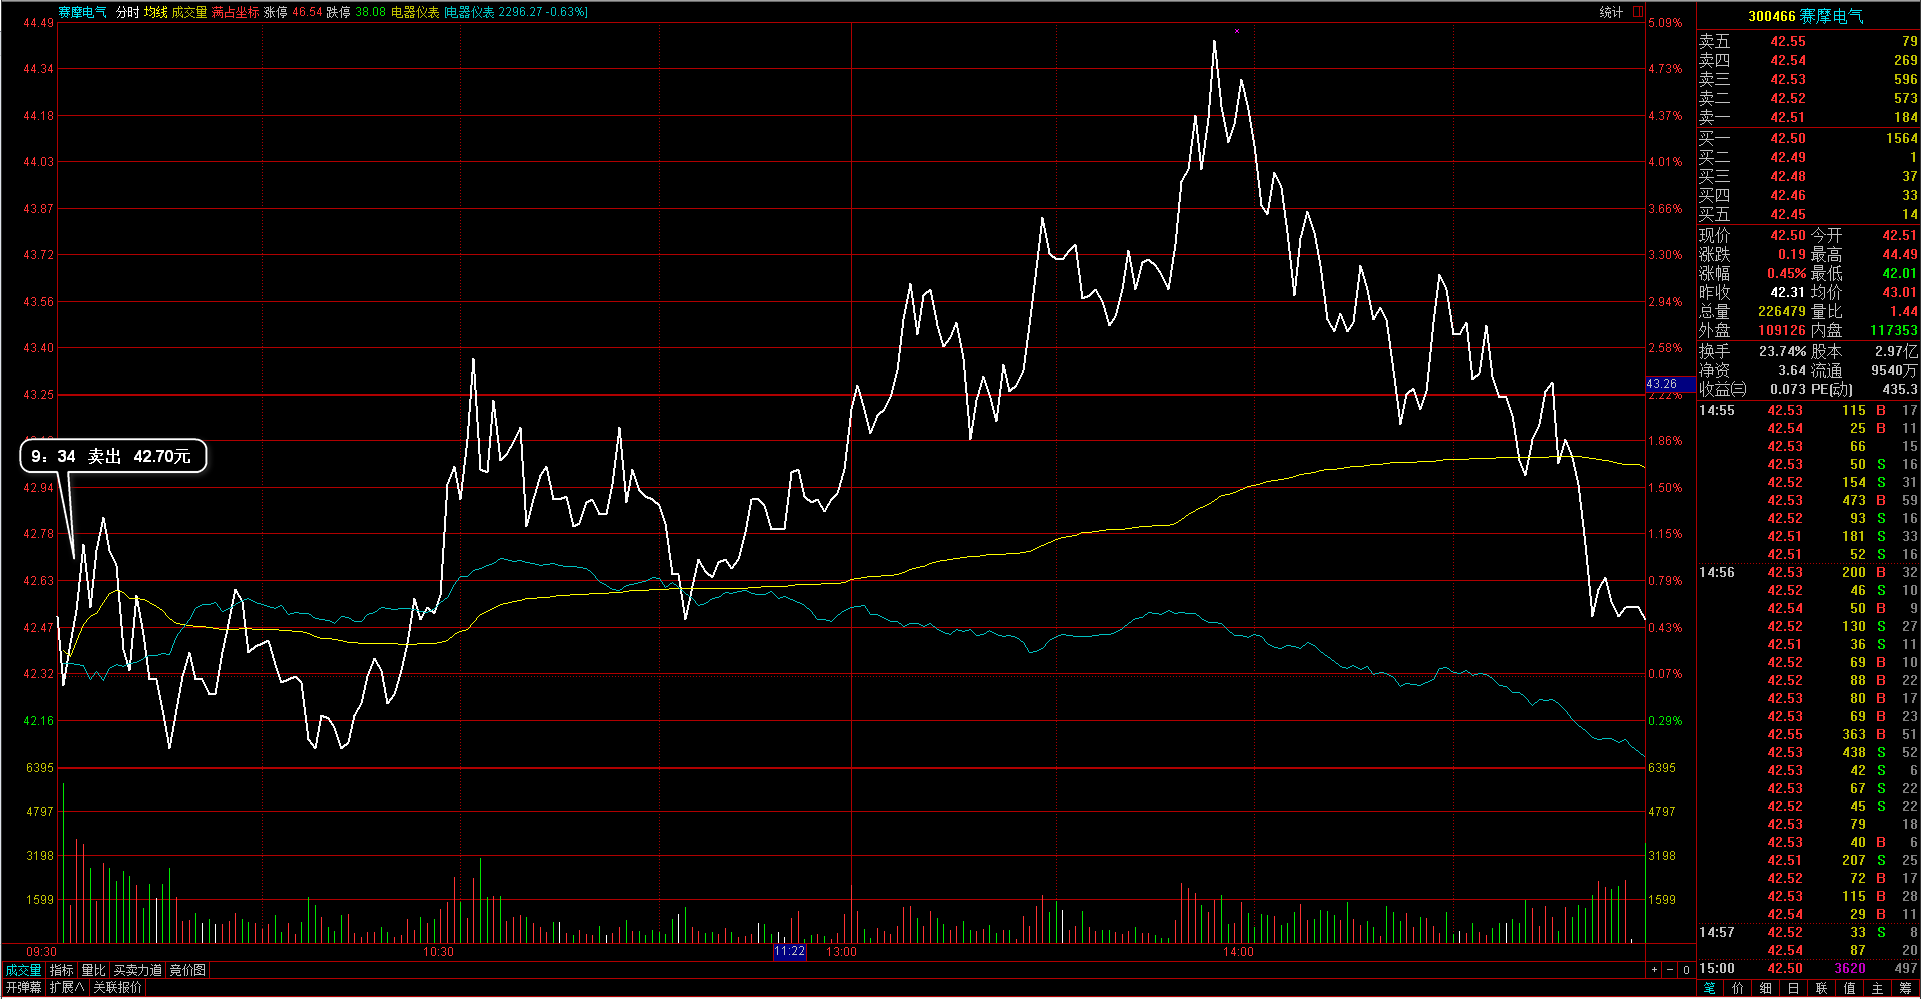 赛摩电气 分时 均线 成交量 满占坐标 涨停 46.54 跌停 38.08 电器仪表 [电器仪表 2296.27 -0.63%] 统计
44.49 5.09%
44.34 4.73%
44.18 4.37%
44.03 4.01%
43.87 3.66%
43.72 3.30%
43.56 2.94%
43.40 2.58%
43.26
43.25 2.22%
1.86%
9：34 卖出 42.70元
42.94 1.50%
42.78 1.15%
42.63 0.79%
42.47 0.43%
42.32 0.07%
42.16 0.29%
6395 6395
4797 4797
3198 3198
1599 1599
09:30 10:30 11:22 13:00 14:00
成交量 指标 量比 买卖力道 竞价图 + - 0
开弹幕 扩展∧ 关联报价
300466 赛摩电气
卖五 42.55 79
卖四 42.54 269
卖三 42.53 596
卖二 42.52 573
卖一 42.51 184
买一 42.50 1564
买二 42.49 1
买三 42.48 37
买四 42.46 33
买五 42.45 14
现价 42.50 今开 42.51
涨跌 0.19 最高 44.49
涨幅 0.45% 最低 42.01
昨收 42.31 均价 43.01
总量 226479 量比 1.44
外盘 109126 内盘 117353
换手 23.74% 股本 2.97亿
净资 3.64 流通 9540万
收益㈢ 0.073 PE(动) 435.3
14:55 42.53 115 B 17
42.54 25 B 11
42.53 66 15
42.53 50 S 16
42.52 154 S 31
42.53 473 B 59
42.52 93 S 16
42.51 181 S 33
42.51 52 S 16
14:56 42.53 200 B 32
42.52 46 S 10
42.54 50 B 9
42.52 130 S 27
42.51 36 S 11
42.52 69 B 10
42.52 88 B 22
42.53 80 B 17
42.53 69 B 23
42.55 363 B 51
42.53 438 S 52
42.53 42 S 6
42.53 67 S 22
42.52 45 S 22
42.53 79 18
42.53 40 B 6
42.51 207 S 25
42.52 72 B 17
42.53 115 B 28
42.54 29 B 11
14:57 42.52 33 S 8
42.54 87 20
15:00 42.50 3620 497
笔 价 细 日 联 值 主 筹